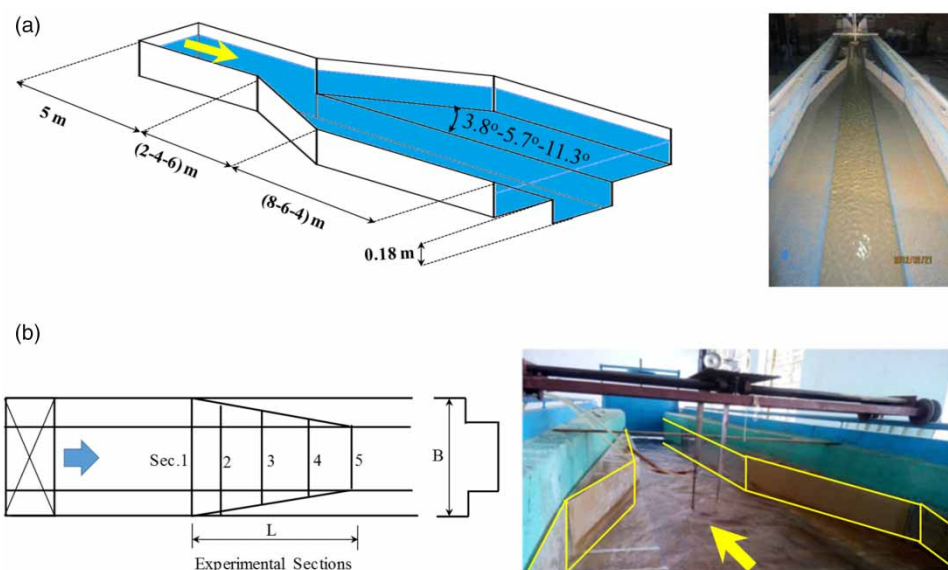 (a)
5 m
(2-4-6) m
(8-6-4) m
0.18 m
3.8°-5.7°-11.3°
(b)
Sec.1
2
3
4
5
B
L
Experimental Sections